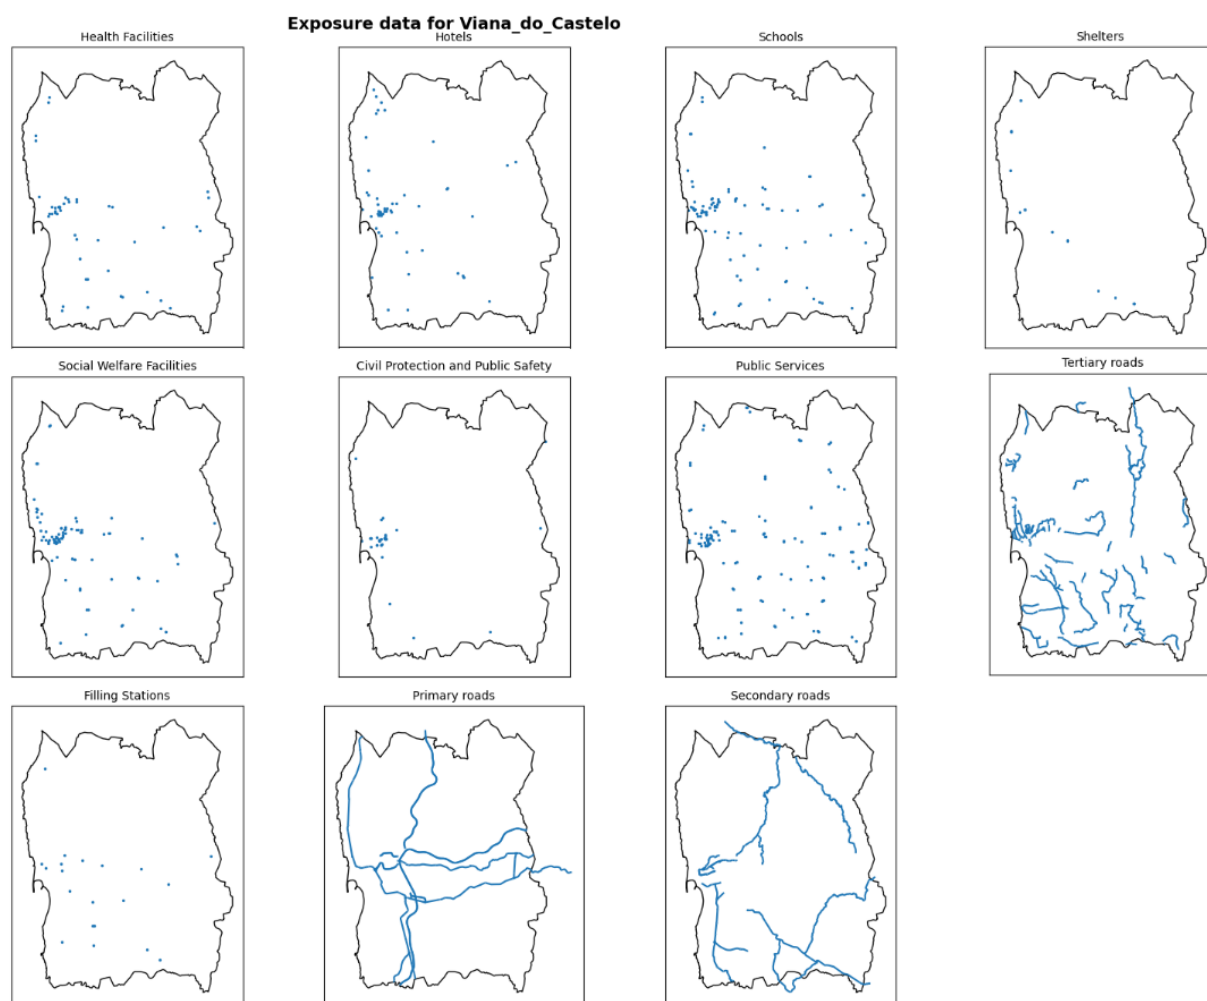 Exposure data for Viana_do_Castelo
Health Facilities
Hotels
Schools
Shelters
Social Welfare Facilities
Civil Protection and Public Safety
Public Services
Tertiary roads
Filling Stations
Primary roads
Secondary roads